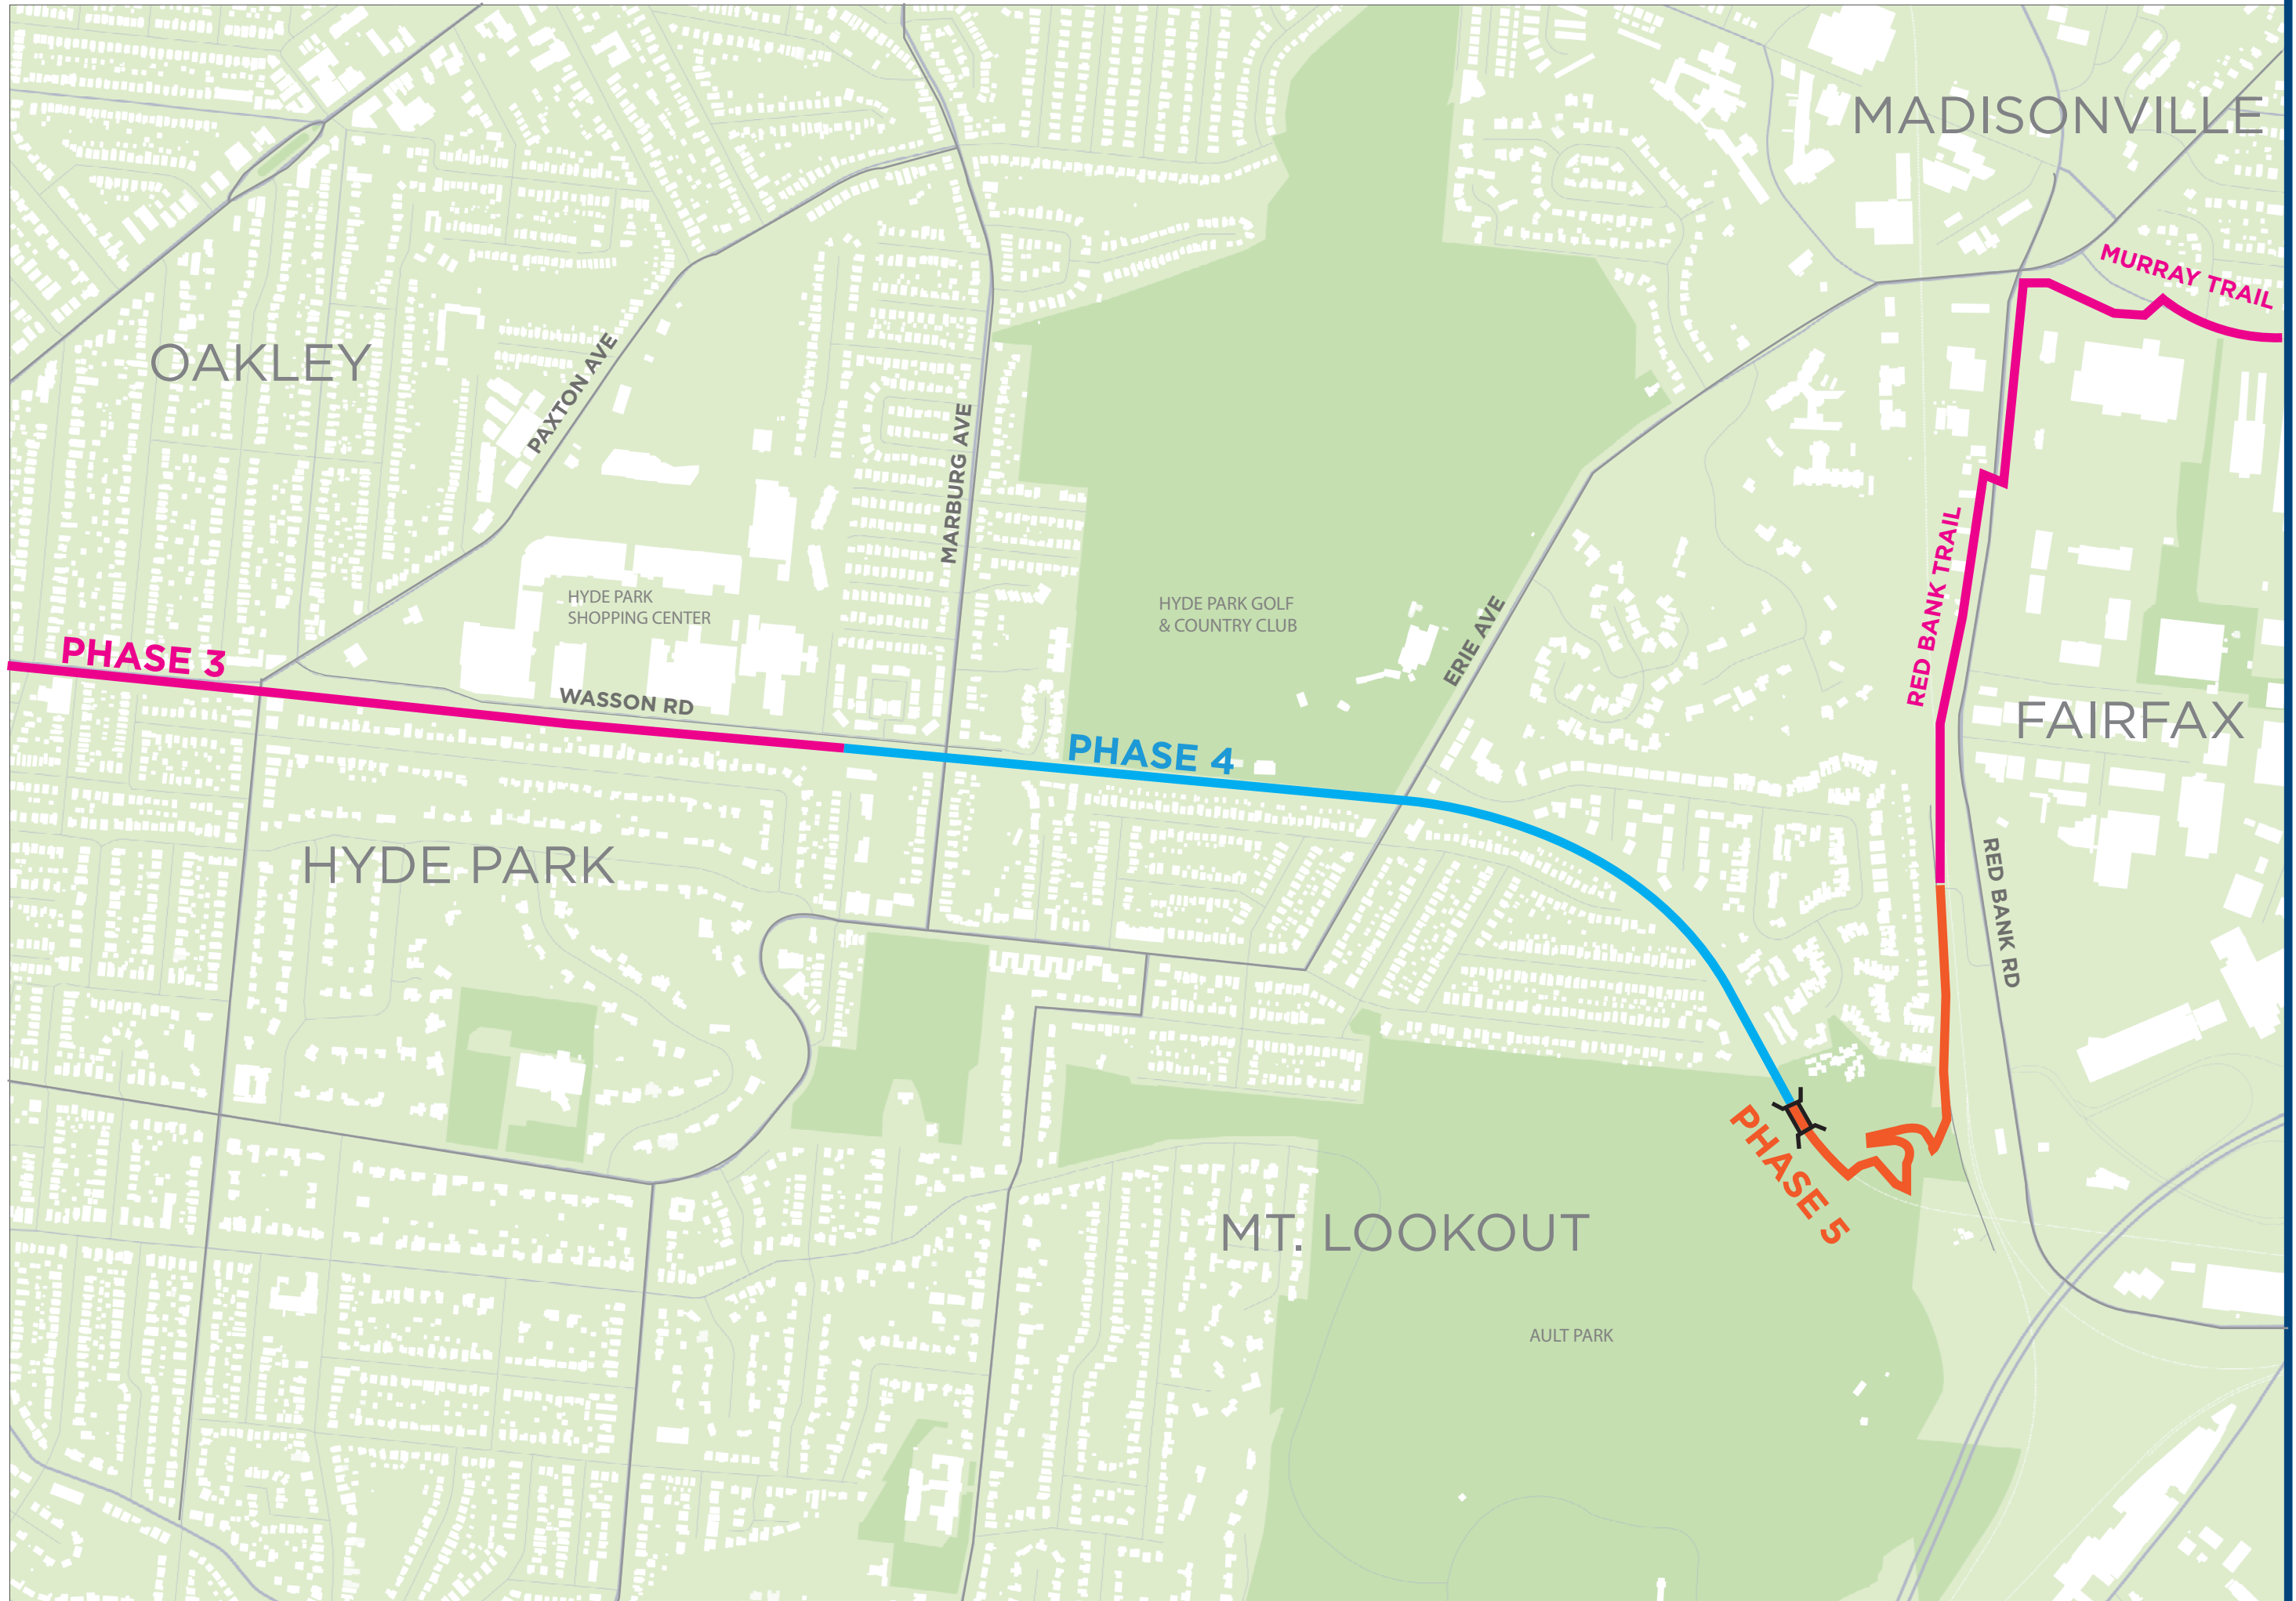 MADISONVILLE
MURRAY TRAIL
OAKLEY
PAXTON AVE
MARBURG AVE
HYDE PARK
SHOPPING CENTER
HYDE PARK GOLF
& COUNTRY CLUB
ERIE AVE
RED BANK TRAIL
PHASE 3
WASSON RD
FAIRFAX
PHASE 4
HYDE PARK
RED BANK RD
PHASE 5
MT. LOOKOUT
AULT PARK